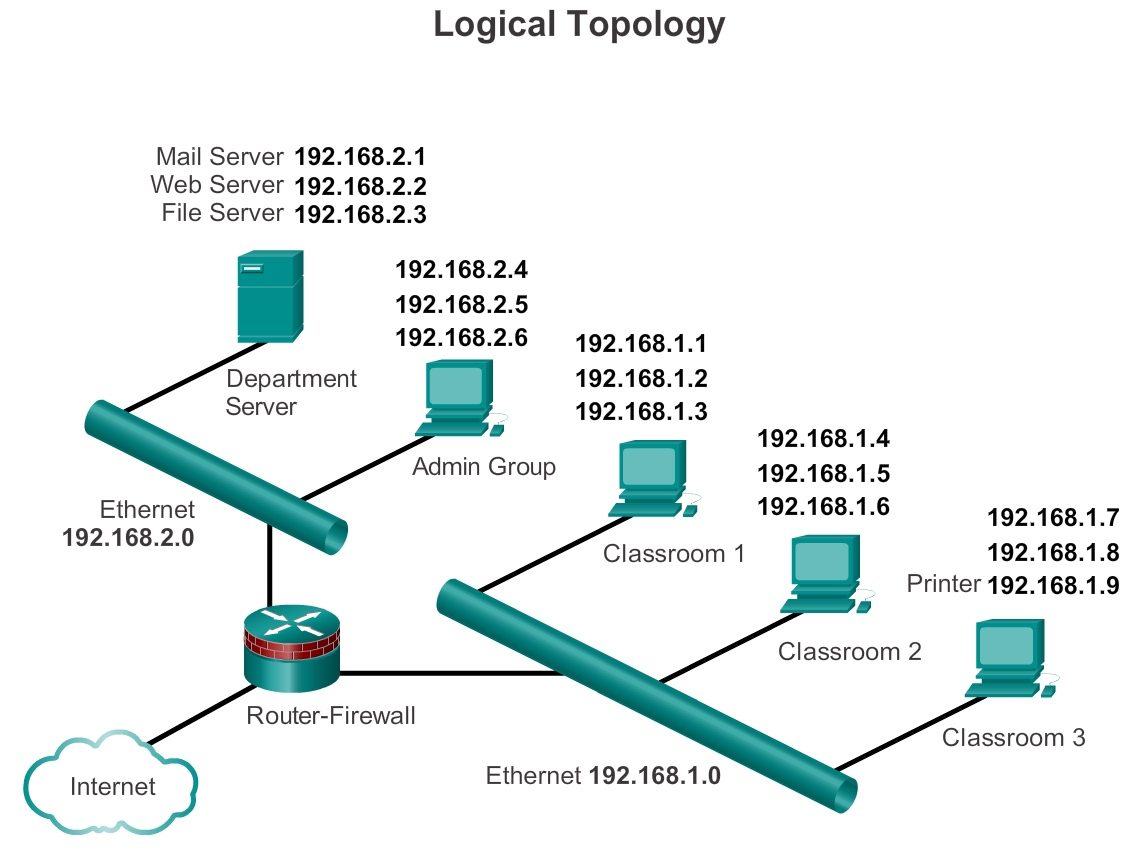 Logical Topology
Mail Server 192.168.2.1
Web Server 192.168.2.2
File Server 192.168.2.3
192.168.2.4
192.168.2.5
192.168.2.6
Department
Server
Admin Group
192.168.1.1
192.168.1.2
192.168.1.3
Classroom 1
192.168.1.4
192.168.1.5
192.168.1.6
Classroom 2
192.168.1.7
192.168.1.8
Printer 192.168.1.9
Classroom 3
Ethernet
192.168.2.0
Router-Firewall
Internet
Ethernet 192.168.1.0